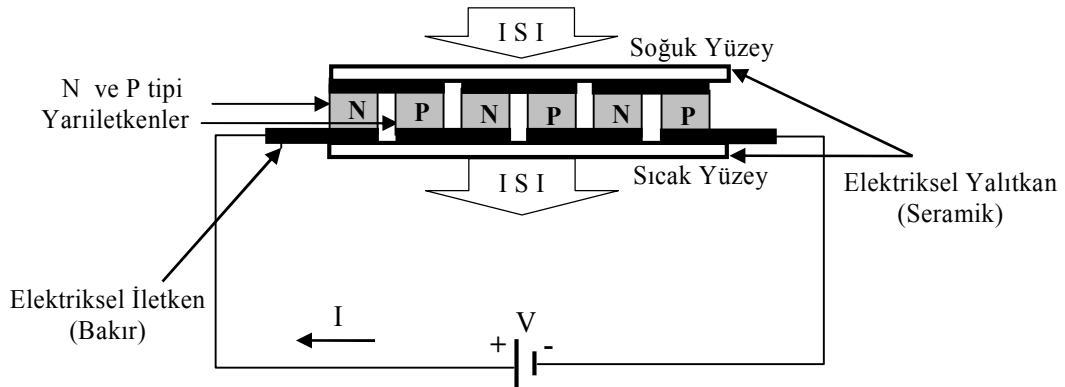 I S I
Soğuk Yüzey
N ve P tipi
Yarıiletkenler
N P N P N P
I S I
Sıcak Yüzey
Elektriksel Yalıtkan
(Seramik)
Elektriksel İletken
(Bakır)
I
V
+ -